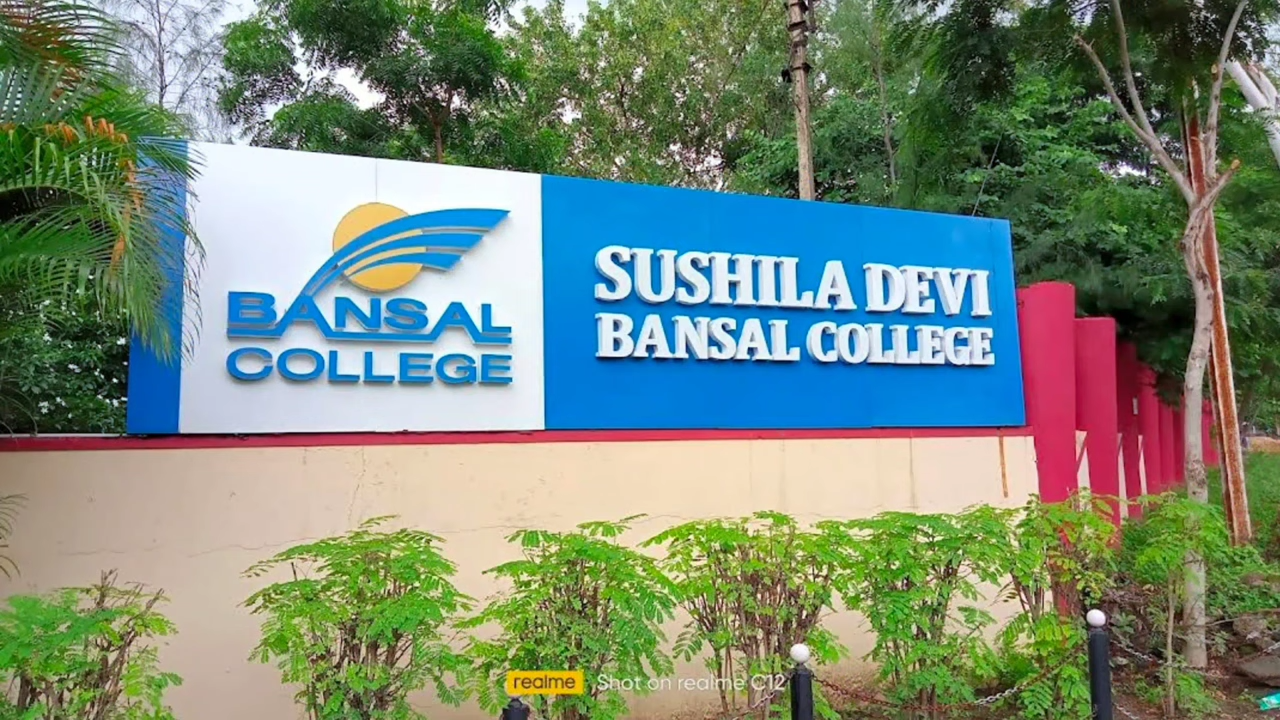 BANSAL
COLLEGE
SUSHILA DEVI
BANSAL COLLEGE
realme Shot on realme C12